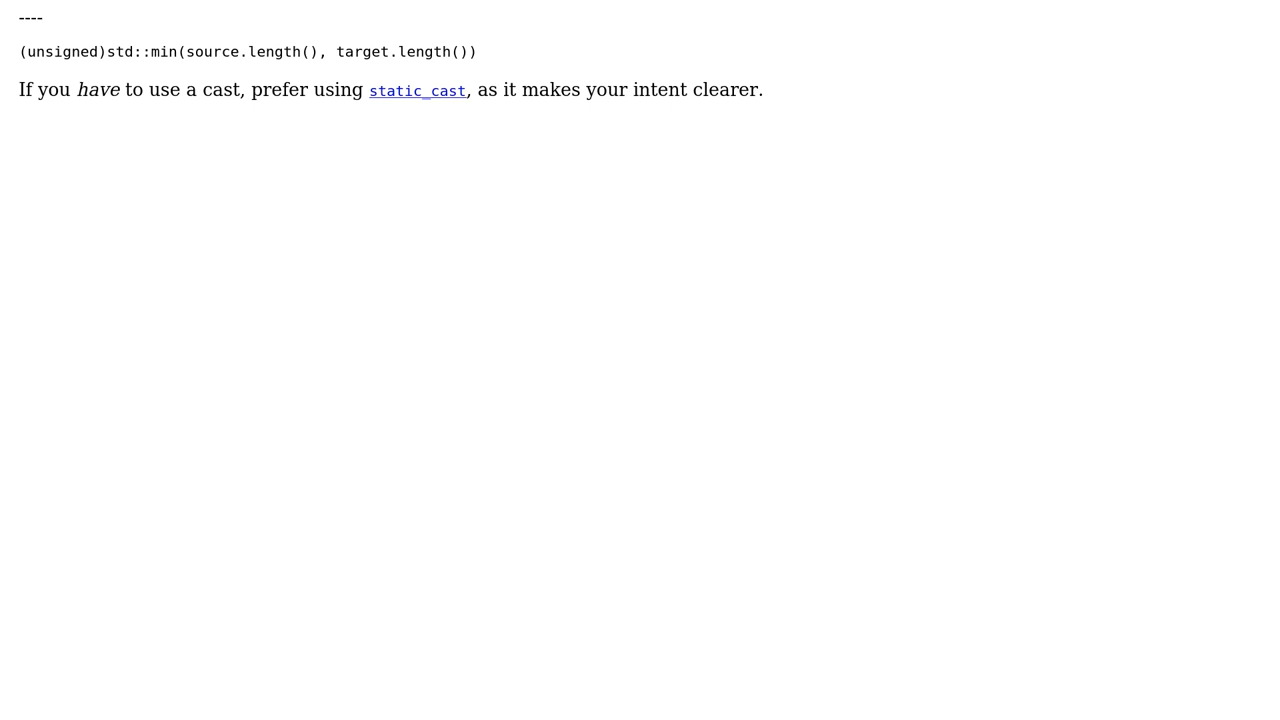 ----
(unsigned)std::min(source.length(), target.length())
If you have to use a cast, prefer using static_cast, as it makes your intent clearer.